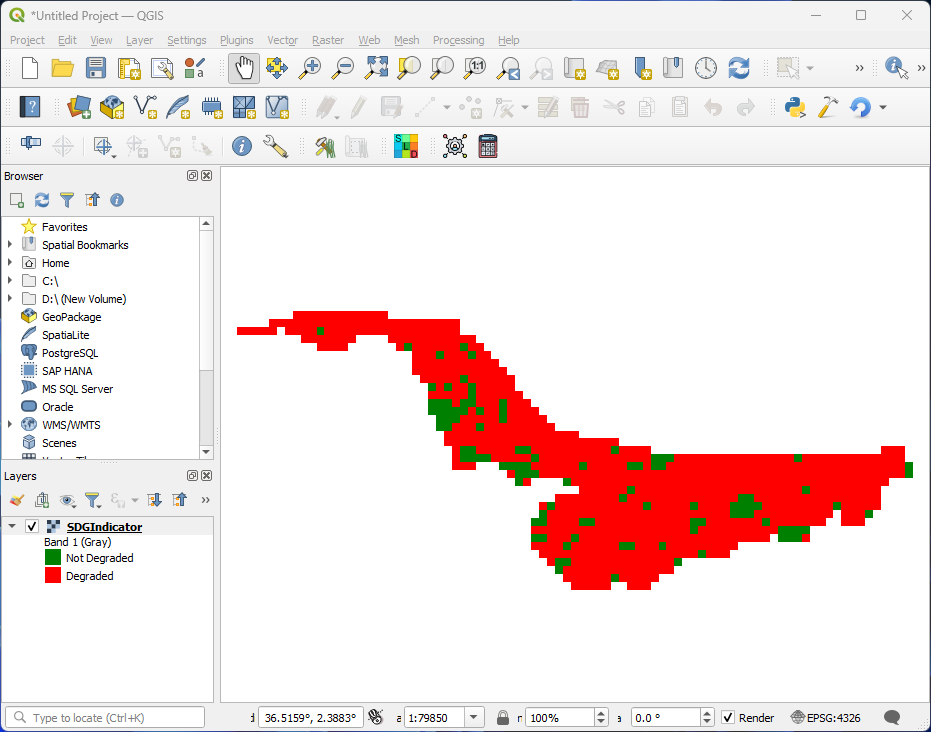 *Untitled Project — QGIS
Project Edit View Layer Settings Plugins Vector Raster Web Mesh Processing Help
Browser
Favorites
Spatial Bookmarks
Home
C:\
D:\ (New Volume)
GeoPackage
SpatiaLite
PostgreSQL
SAP HANA
MS SQL Server
Oracle
WMS/WMTS
Scenes
Layers
SDGIndicator
Band 1 (Gray)
Not Degraded
Degraded
Type to locate (Ctrl+K) 36.5159°, 2.3883° 1:79850 100% 0.0 ° Render EPSG:4326